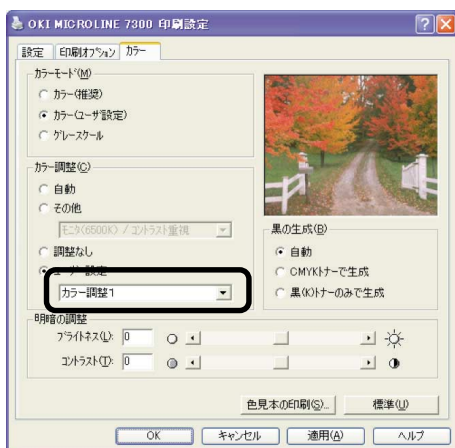 OKI MICROLINE 7300 印刷設定
設定 印刷オプション カラー
カラーモード(M)
カラー(推奨)
カラー(ユーザ設定)
グレースケール
カラー調整(C)
自動
その他
モニタ(6500K) / コントラスト重視
調整なし
カラー調整1
黒の生成(B)
自動
CMYKトナーで生成
黒(K)トナーのみで生成
明暗の調整
ブライトネス(L): 0
コントラスト(T): 0
色見本の印刷(S)... 標準(U)
OK キャンセル 適用(A) ヘルプ